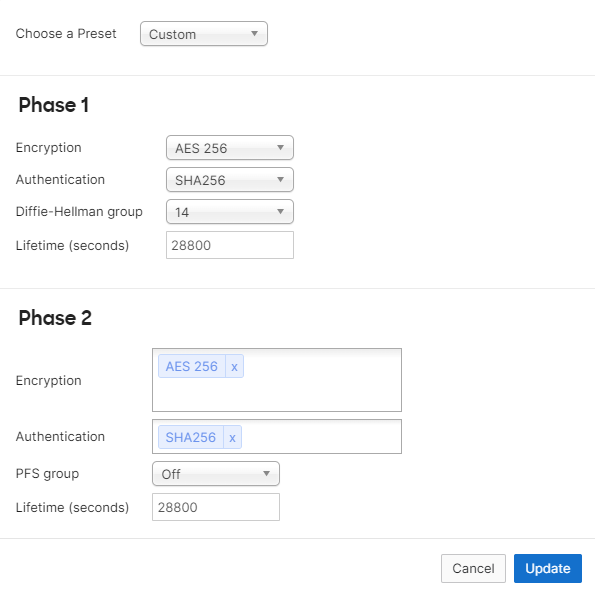 Choose a Preset Custom
Phase 1
Encryption AES 256
Authentication SHA256
Diffie-Hellman group 14
Lifetime (seconds) 28800
Phase 2
Encryption AES 256 x
Authentication SHA256 x
PFS group Off
Lifetime (seconds) 28800
Cancel Update